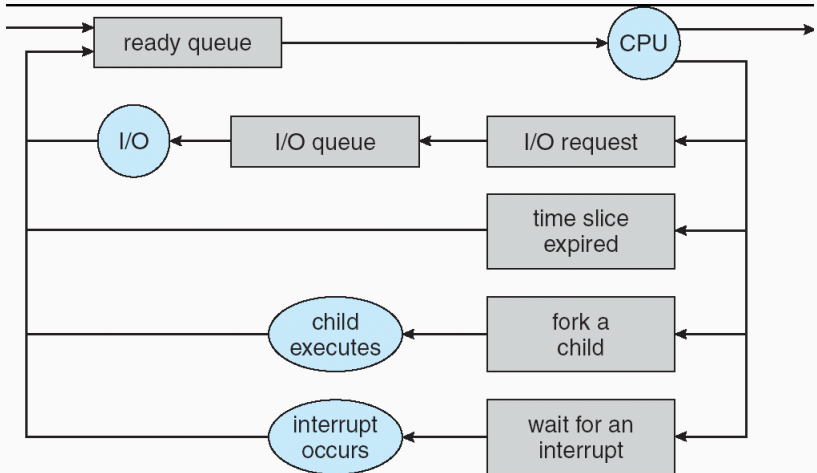 ready queue
CPU
I/O
I/O queue
I/O request
time slice
expired
child
executes
fork a
child
interrupt
occurs
wait for an
interrupt